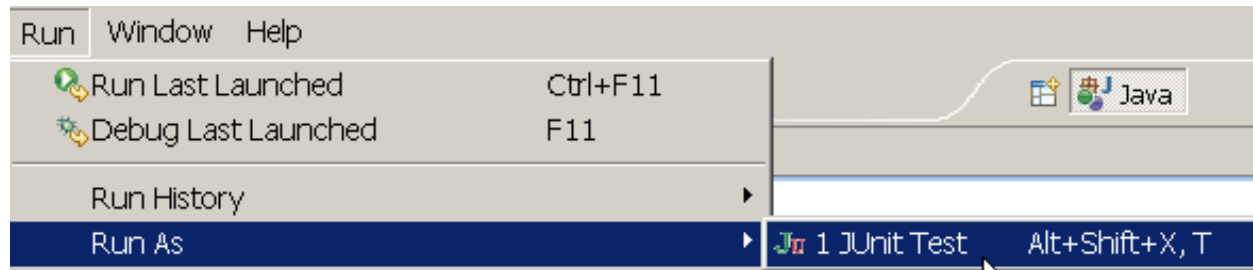 Run Window Help
Run Last Launched Ctrl+F11
Java
Debug Last Launched F11
Run History
Run As
1 JUnit Test Alt+Shift+X, T